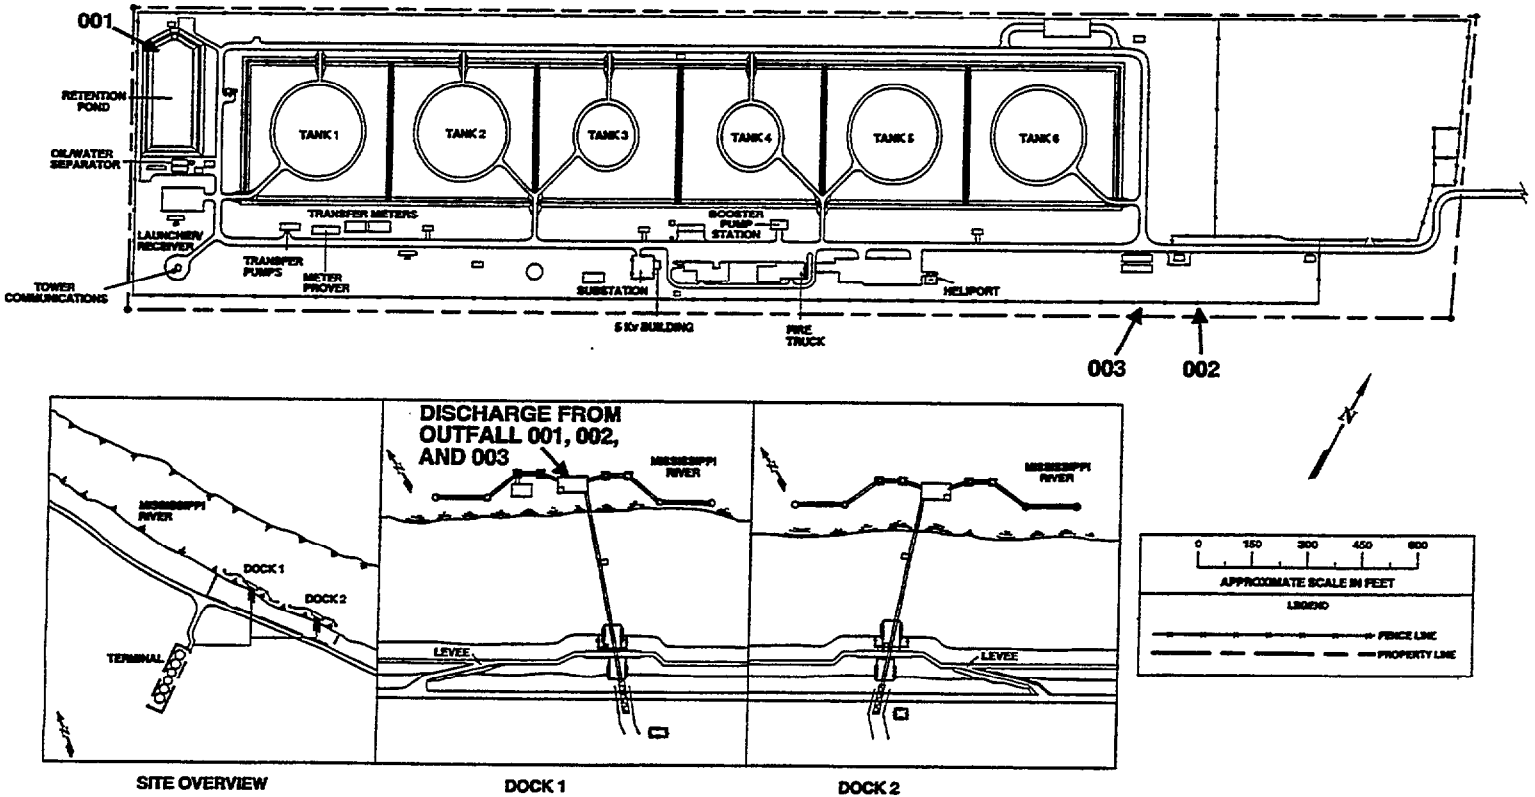 001
RETENTION
POND
OIL/WATER
SEPARATOR
LAUNCHER/
RECEIVER
TOWER
COMMUNICATIONS
TANK 1
TANK 2
TANK 3
TANK 4
TANK 5
TANK 6
TRANSFER METERS
TRANSFER
PUMPS
METER
PROVER
BOOSTER
PUMP
STATION
SUBSTATION
5 Kv BUILDING
FIRE
TRUCK
HELIPORT
003
002
N
MISSISSIPPI
RIVER
DOCK 1
DOCK 2
TERMINAL
N
SITE OVERVIEW
DISCHARGE FROM
OUTFALL 001, 002,
AND 003
N
MISSISSIPPI
RIVER
LEVEE
DOCK 1
N
MISSISSIPPI
RIVER
LEVEE
DOCK 2
0 150 300 450 600
APPROXIMATE SCALE IN FEET
LEGEND
FENCE LINE
PROPERTY LINE